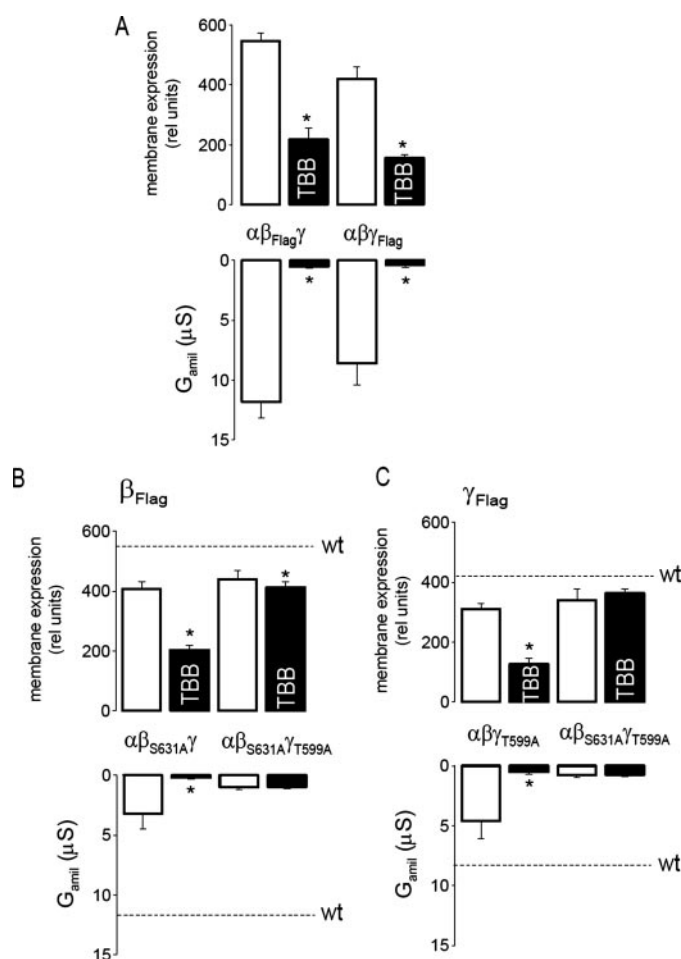 A
membrane expression
(rel units)
600
400
200
0
*
*
TBB
TBB
αβFlagγ
αβγFlag
Gamil (μS)
0
5
10
15
*
*
B
βFlag
membrane expression
(rel units)
600
400
200
0
wt
*
*
TBB
TBB
αβS631Aγ
αβS631AγT599A
Gamil (μS)
0
5
10
15
*
wt
C
γFlag
membrane expression
(rel units)
600
400
200
0
wt
*
TBB
TBB
αβγT599A
αβS631AγT599A
Gamil (μS)
0
5
10
15
*
wt